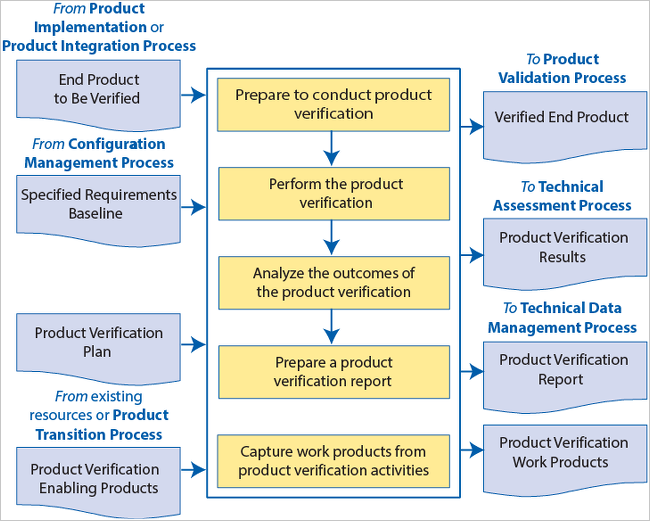 From Product
Implementation or
Product Integration Process
End Product
to Be Verified
From Configuration
Management Process
Specified Requirements
Baseline
Product Verification
Plan
From existing
resources or Product
Transition Process
Product Verification
Enabling Products
Prepare to conduct product
verification
Perform the product
verification
Analyze the outcomes of
the product verification
Prepare a product
verification report
Capture work products from
product verification activities
To Product
Validation Process
Verified End Product
To Technical
Assessment Process
Product Verification
Results
To Technical Data
Management Process
Product Verification
Report
Product Verification
Work Products